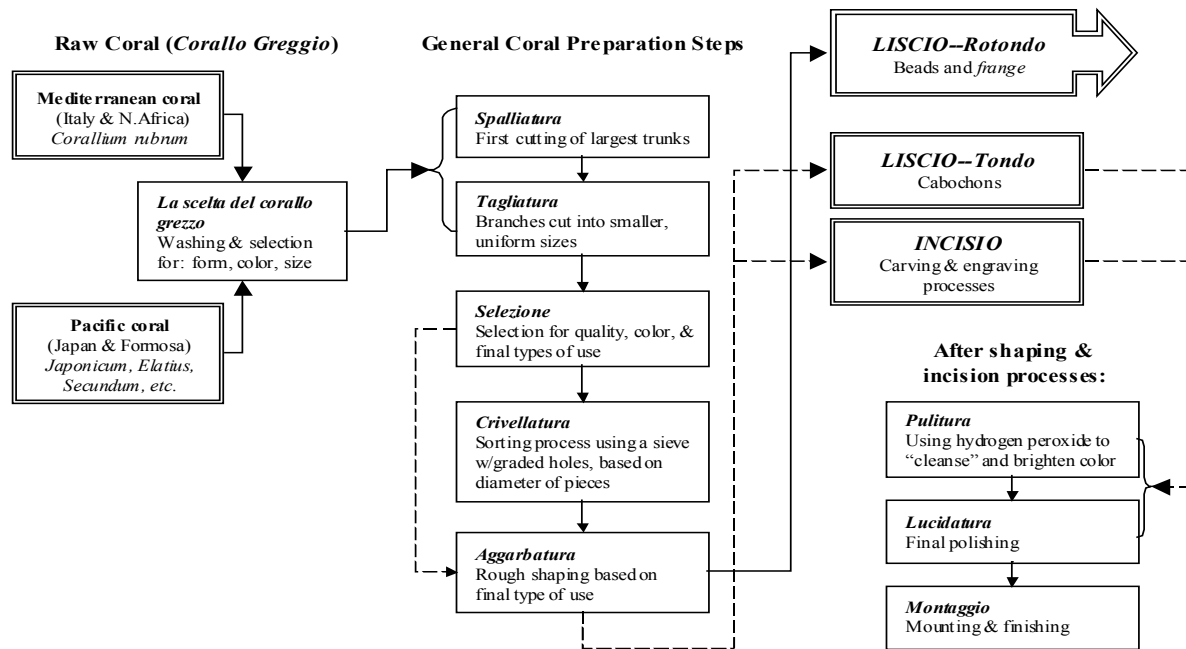 Raw Coral (Corallo Greggio)
Mediterranean coral
(Italy & N.Africa)
Corallium rubrum
La scelta del corallo
grezzo
Washing & selection
for: form, color, size
Pacific coral
(Japan & Formosa)
Japonicum, Elatius,
Secundum, etc.
General Coral Preparation Steps
Spalliatura
First cutting of largest trunks
Tagliatura
Branches cut into smaller,
uniform sizes
Selezione
Selection for quality, color, &
final types of use
Crivellatura
Sorting process using a sieve
w/graded holes, based on
diameter of pieces
Aggarbatura
Rough shaping based on
final type of use
LISCIO--Rotondo
Beads and frange
LISCIO--Tondo
Cabochons
INCISIO
Carving & engraving
processes
After shaping &
incision processes:
Pulitura
Using hydrogen peroxide to
“cleanse” and brighten color
Lucidatura
Final polishing
Montaggio
Mounting & finishing